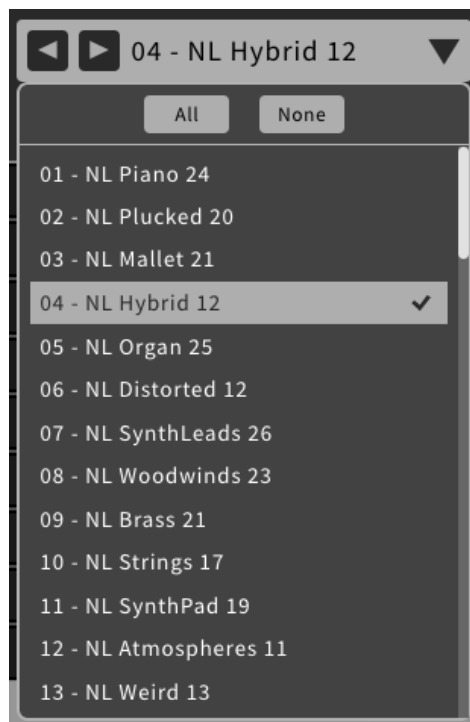 04 - NL Hybrid 12
All None
01 - NL Piano 24
02 - NL Plucked 20
03 - NL Mallet 21
04 - NL Hybrid 12
05 - NL Organ 25
06 - NL Distorted 12
07 - NL SynthLeads 26
08 - NL Woodwinds 23
09 - NL Brass 21
10 - NL Strings 17
11 - NL SynthPad 19
12 - NL Atmospheres 11
13 - NL Weird 13